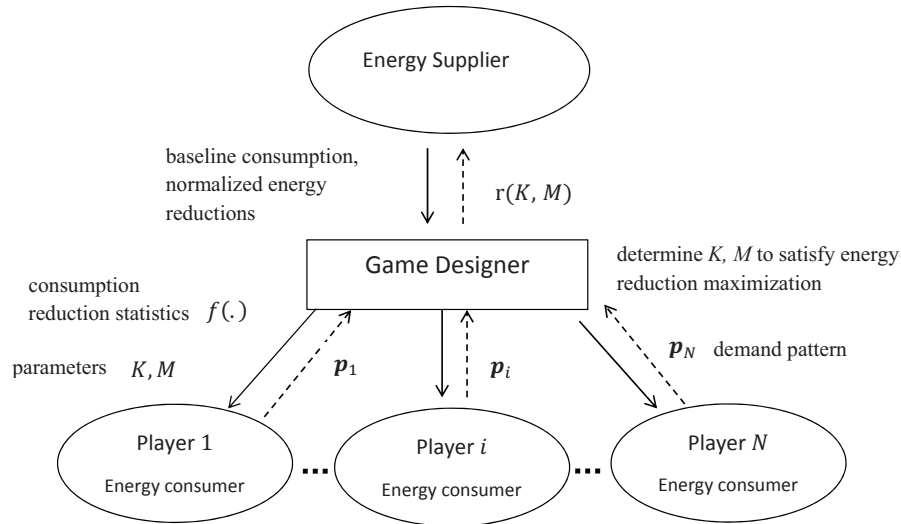 Energy Supplier
baseline consumption,
normalized energy
reductions
r(K, M)
Game Designer
determine K, M to satisfy energy
reduction maximization
consumption
reduction statistics f(.)
parameters K, M
𝒑₁
𝒑ᵢ
𝒑_N demand pattern
Player 1
Energy consumer
...
Player i
Energy consumer
...
Player N
Energy consumer